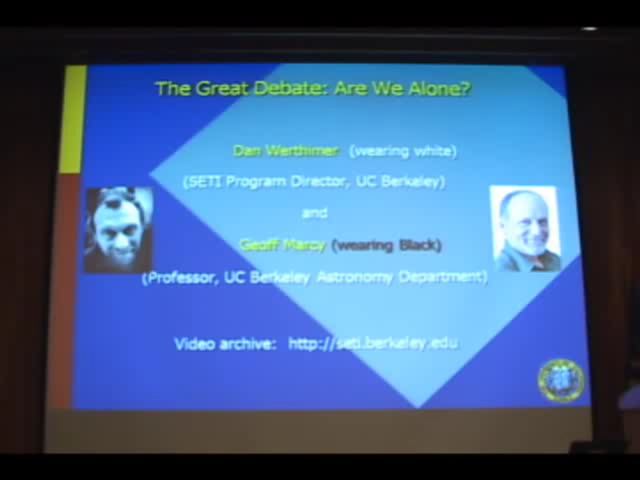 The Great Debate: Are We Alone?
Dan Werthimer (wearing white)
(SETI Program Director, UC Berkeley)
and
Geoff Marcy (wearing Black)
(Professor, UC Berkeley Astronomy Department)
Video archive: http://seti.berkeley.edu